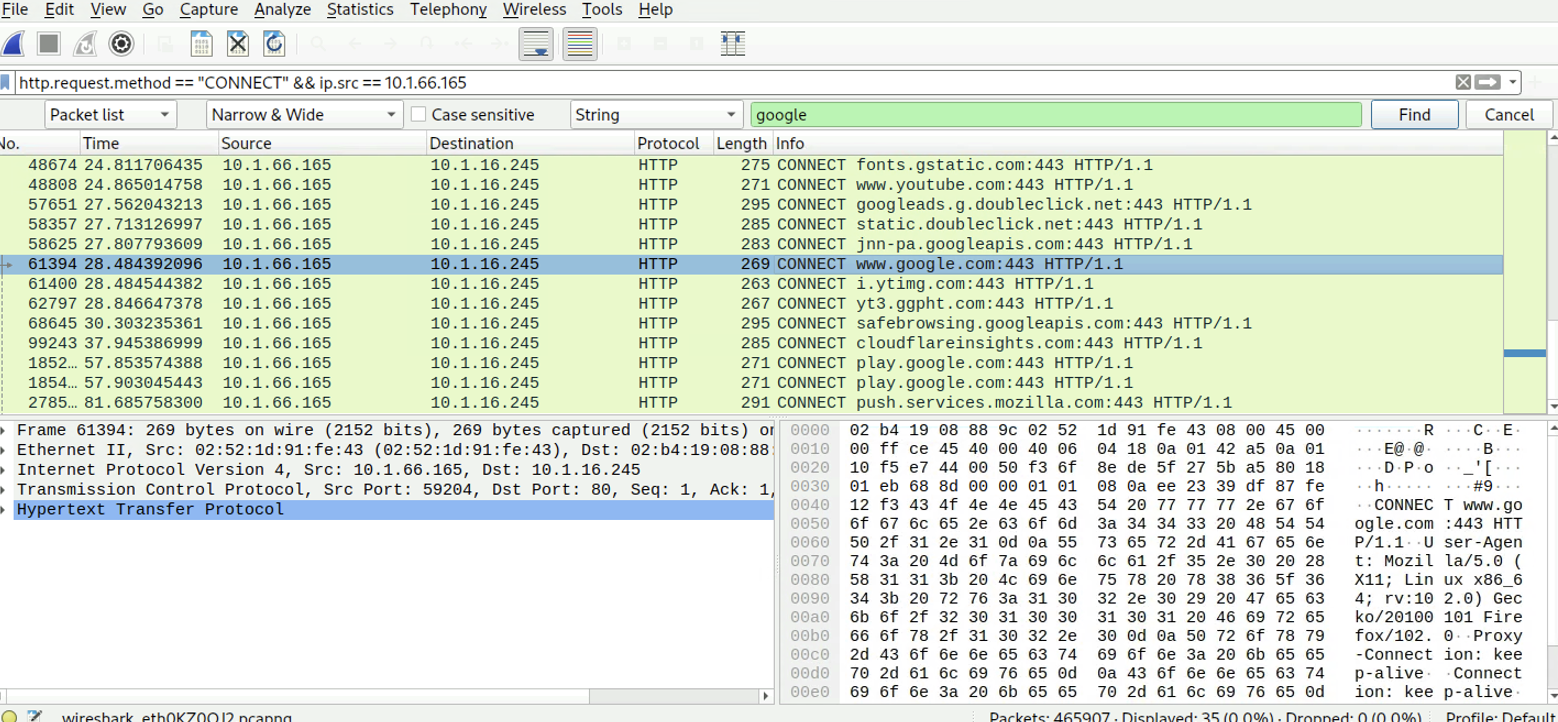 File Edit View Go Capture Analyze Statistics Telephony Wireless Tools Help
http.request.method == "CONNECT" && ip.src == 10.1.66.165
Packet list Narrow & Wide Case sensitive String google Find Cancel
No. Time Source Destination Protocol Length Info
48674 24.811706435 10.1.66.165 10.1.16.245 HTTP 275 CONNECT fonts.gstatic.com:443 HTTP/1.1
48808 24.865014758 10.1.66.165 10.1.16.245 HTTP 271 CONNECT www.youtube.com:443 HTTP/1.1
57651 27.562043213 10.1.66.165 10.1.16.245 HTTP 295 CONNECT googleads.g.doubleclick.net:443 HTTP/1.1
58357 27.713126997 10.1.66.165 10.1.16.245 HTTP 285 CONNECT static.doubleclick.net:443 HTTP/1.1
58625 27.807793609 10.1.66.165 10.1.16.245 HTTP 283 CONNECT jnn-pa.googleapis.com:443 HTTP/1.1
61394 28.484392096 10.1.66.165 10.1.16.245 HTTP 269 CONNECT www.google.com:443 HTTP/1.1
61400 28.484544382 10.1.66.165 10.1.16.245 HTTP 263 CONNECT i.ytimg.com:443 HTTP/1.1
62797 28.846647378 10.1.66.165 10.1.16.245 HTTP 267 CONNECT yt3.ggpht.com:443 HTTP/1.1
68645 30.303235361 10.1.66.165 10.1.16.245 HTTP 295 CONNECT safebrowsing.googleapis.com:443 HTTP/1.1
99243 37.945386999 10.1.66.165 10.1.16.245 HTTP 285 CONNECT cloudflareinsights.com:443 HTTP/1.1
1852… 57.853574388 10.1.66.165 10.1.16.245 HTTP 271 CONNECT play.google.com:443 HTTP/1.1
1854… 57.903045443 10.1.66.165 10.1.16.245 HTTP 271 CONNECT play.google.com:443 HTTP/1.1
2785… 81.685758300 10.1.66.165 10.1.16.245 HTTP 291 CONNECT push.services.mozilla.com:443 HTTP/1.1
Frame 61394: 269 bytes on wire (2152 bits), 269 bytes captured (2152 bits) on
Ethernet II, Src: 02:52:1d:91:fe:43 (02:52:1d:91:fe:43), Dst: 02:b4:19:08:88:
Internet Protocol Version 4, Src: 10.1.66.165, Dst: 10.1.16.245
Transmission Control Protocol, Src Port: 59204, Dst Port: 80, Seq: 1, Ack: 1,
Hypertext Transfer Protocol
0000 02 b4 19 08 88 9c 02 52 1d 91 fe 43 08 00 45 00 ·······R ···C··E·
0010 00 ff ce 45 40 00 40 06 04 18 0a 01 42 a5 0a 01 ···E@·@· ····B···
0020 10 f5 e7 44 00 50 f3 6f 8e de 5f 27 5b a5 80 18 ···D·P·o ··_'[···
0030 01 eb 68 8d 00 00 01 01 08 0a ee 23 39 df 87 fe ··h····· ···#9···
0040 12 f3 43 4f 4e 4e 45 43 54 20 77 77 77 2e 67 6f ··CONNEC T www.go
0050 6f 67 6c 65 2e 63 6f 6d 3a 34 34 33 20 48 54 54 ogle.com :443 HTT
0060 50 2f 31 2e 31 0d 0a 55 73 65 72 2d 41 67 65 6e P/1.1··U ser-Agen
0070 74 3a 20 4d 6f 7a 69 6c 6c 61 2f 35 2e 30 20 28 t: Mozil la/5.0 (
0080 58 31 31 3b 20 4c 69 6e 75 78 20 78 38 36 5f 36 X11; Lin ux x86_6
0090 34 3b 20 72 76 3a 31 30 32 2e 30 29 20 47 65 63 4; rv:10 2.0) Gec
00a0 6b 6f 2f 32 30 31 30 30 31 30 31 20 46 69 72 65 ko/20100 101 Fire
00b0 66 6f 78 2f 31 30 32 2e 30 0d 0a 50 72 6f 78 79 fox/102. 0··Proxy
00c0 2d 43 6f 6e 6e 65 63 74 69 6f 6e 3a 20 6b 65 65 -Connect ion: kee
00d0 70 2d 61 6c 69 76 65 0d 0a 43 6f 6e 6e 65 63 74 p-alive· ·Connect
00e0 69 6f 6e 3a 20 6b 65 65 70 2d 61 6c 69 76 65 0d ion: kee p-alive·
wireshark_eth0KZ0OJ2.pcapng Packets: 465907 · Displayed: 35 (0.0%) · Dropped: 0 (0.0%) Profile: Default